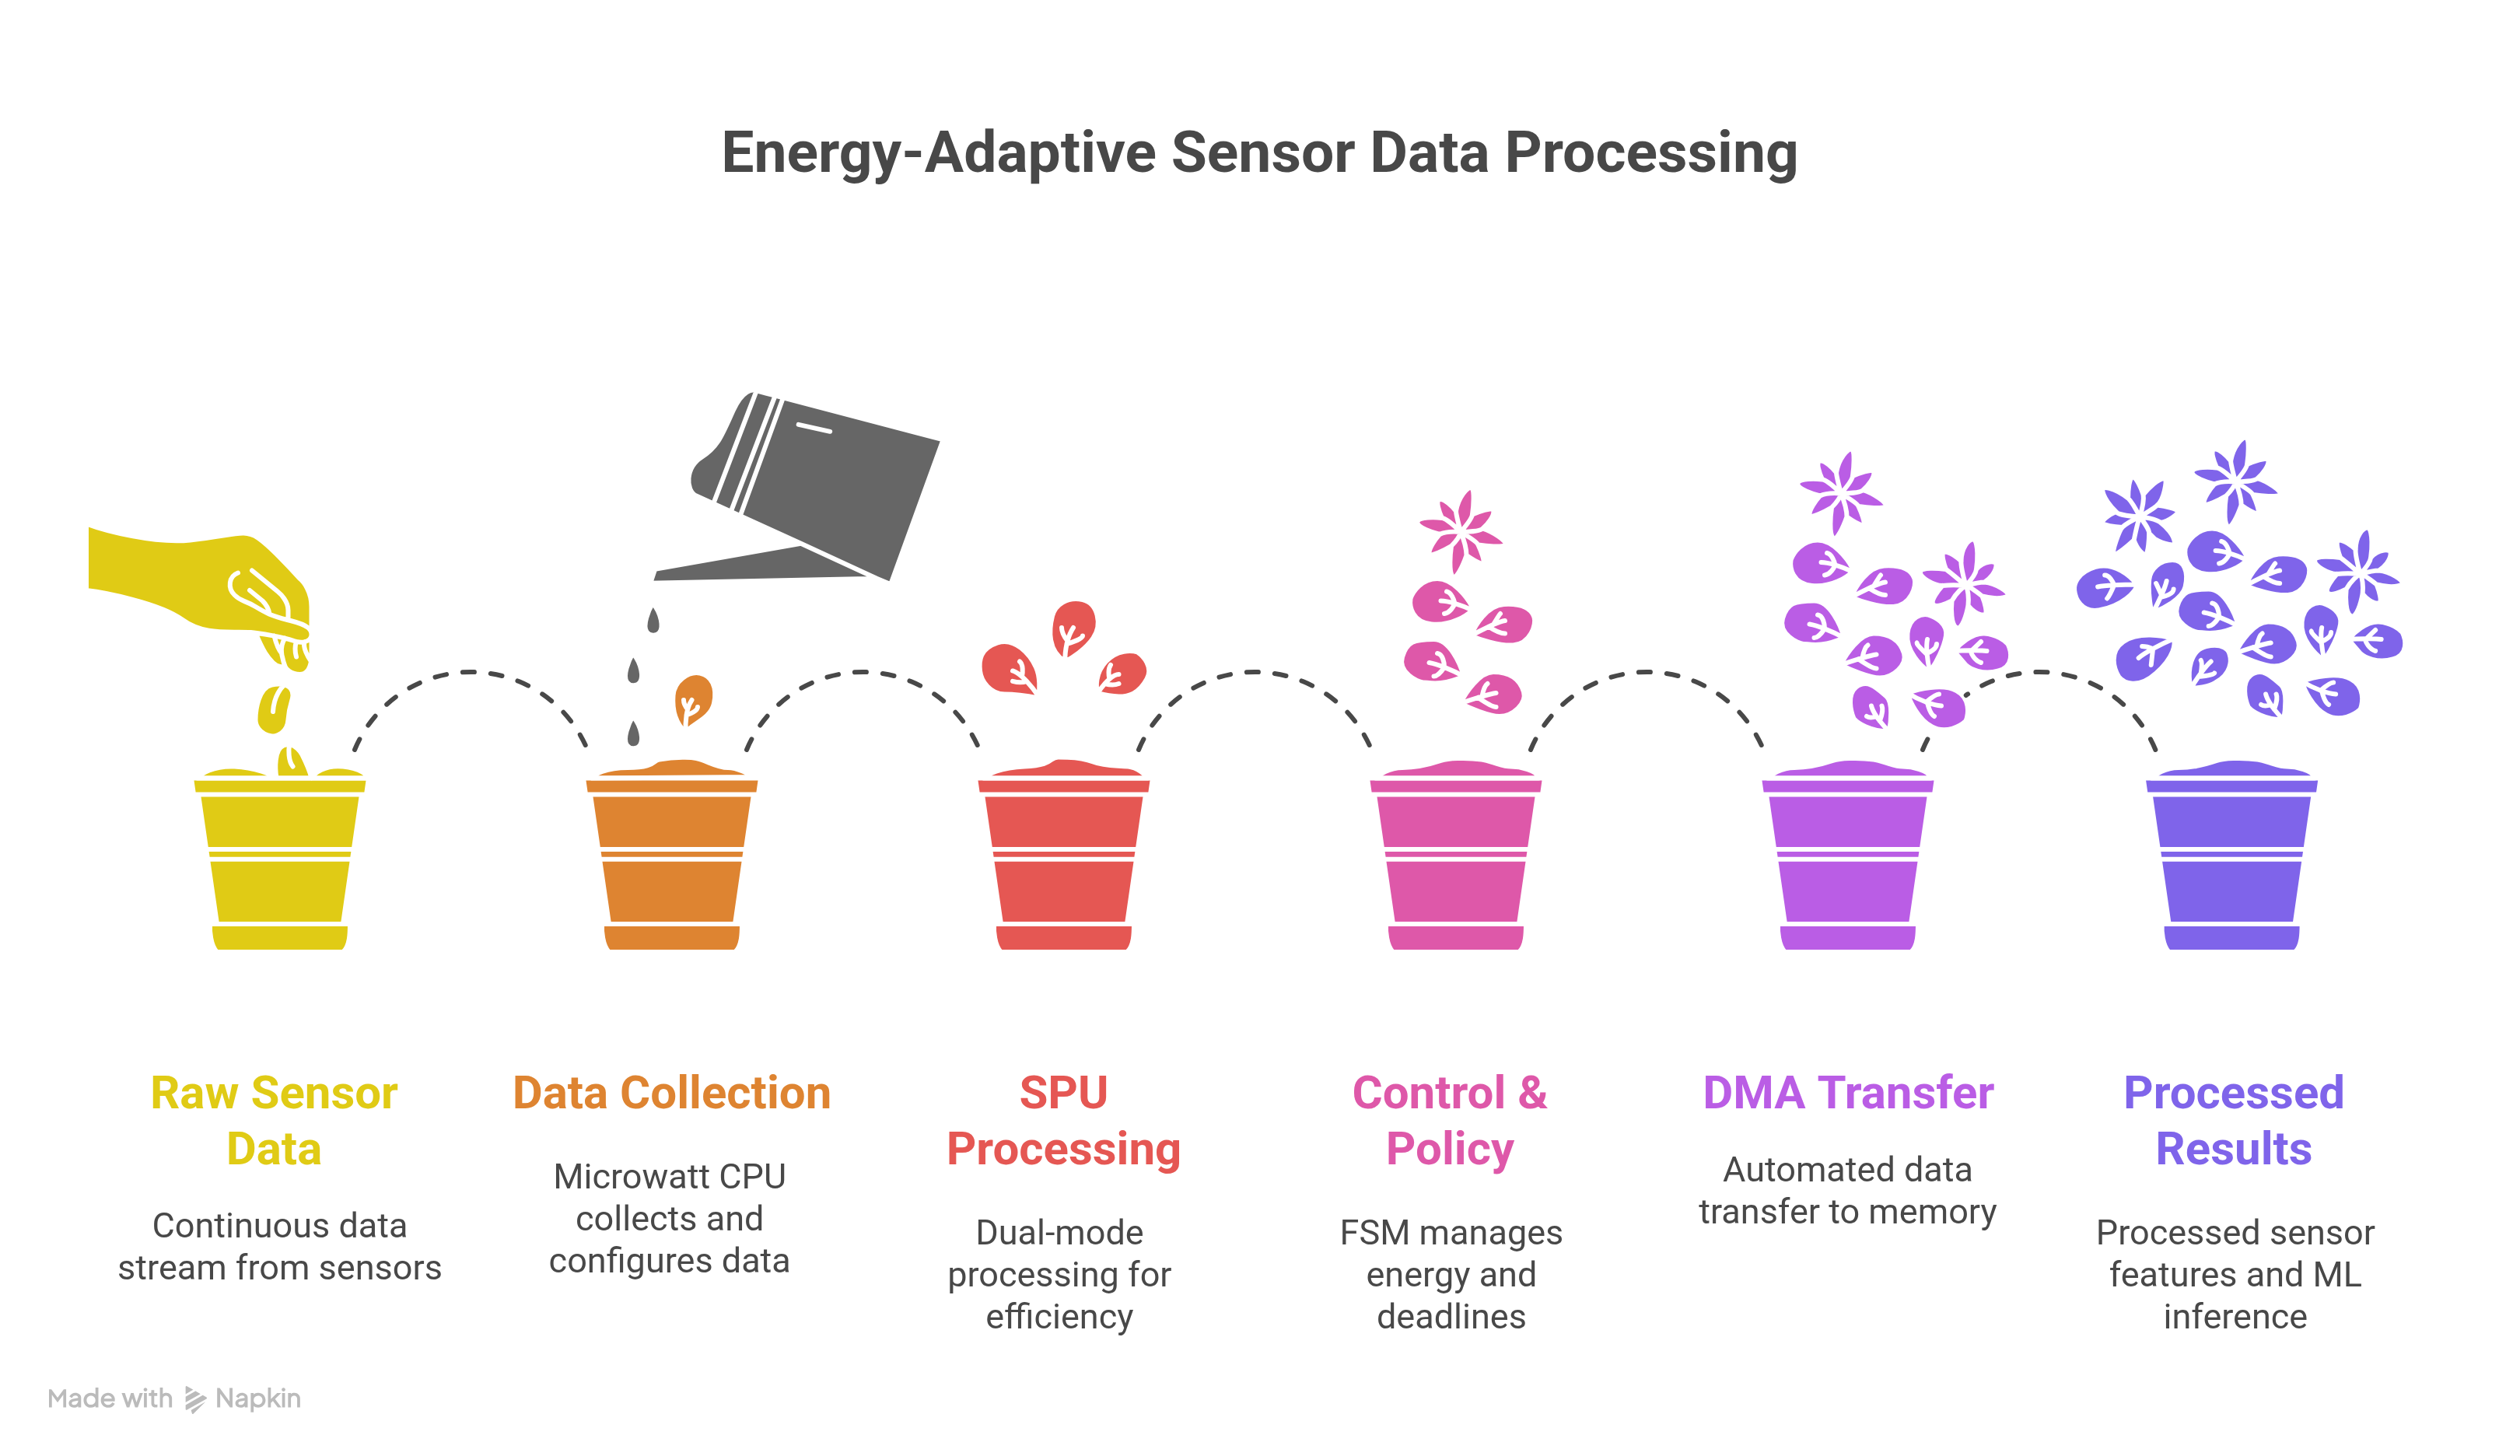 Energy-Adaptive Sensor Data Processing
Raw Sensor
Data
Continuous data
stream from sensors
Data Collection
Microwatt CPU
collects and
configures data
SPU
Processing
Dual-mode
processing for
efficiency
Control &
Policy
FSM manages
energy and
deadlines
DMA Transfer
Automated data
transfer to memory
Processed
Results
Processed sensor
features and ML
inference
Made with Napkin